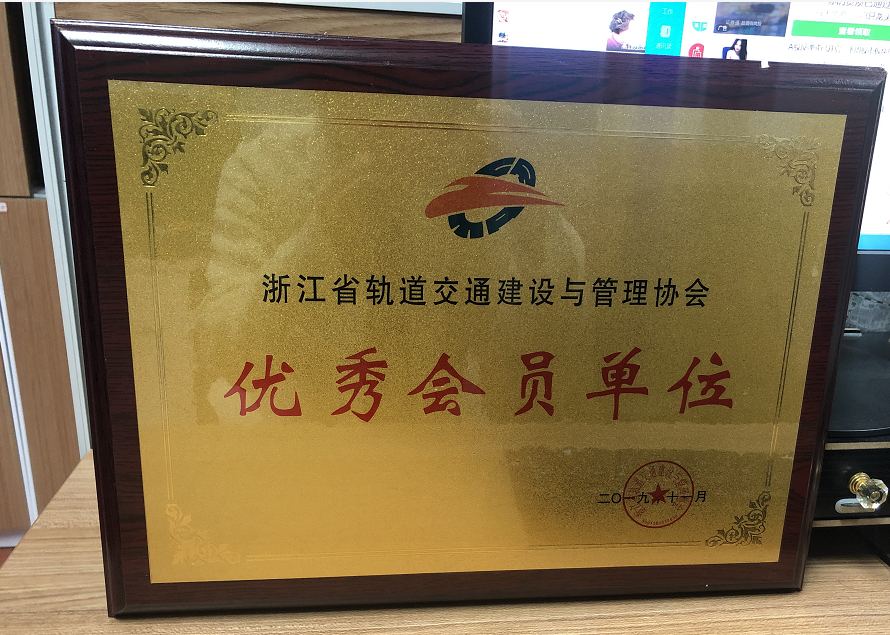 浙江省轨道交通建设与管理协会
优秀会员单位
二〇一九年十一月